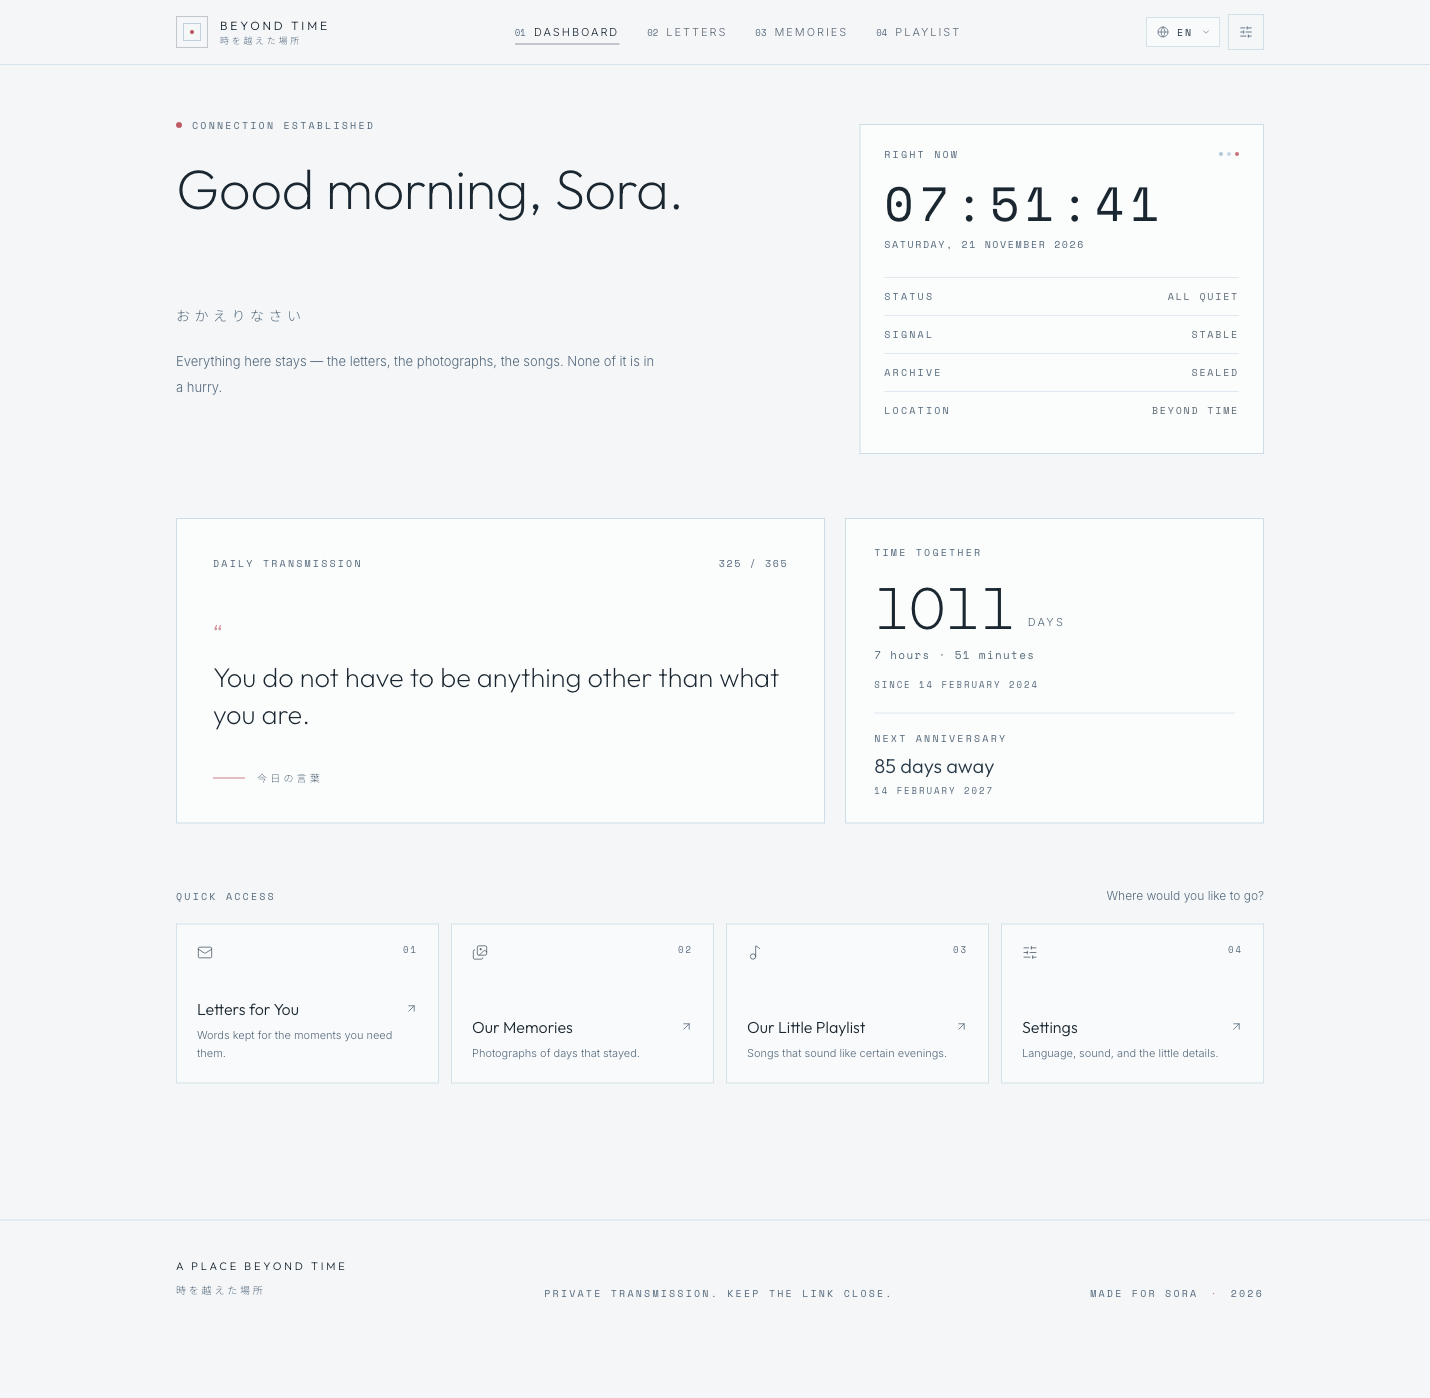 BEYOND TIME
時を越えた場所
01 DASHBOARD
02 LETTERS
03 MEMORIES
04 PLAYLIST
EN
CONNECTION ESTABLISHED
Good morning, Sora.
おかえりなさい
Everything here stays — the letters, the photographs, the songs. None of it is in
a hurry.
RIGHT NOW
07:51:41
SATURDAY, 21 NOVEMBER 2026
STATUS ALL QUIET
SIGNAL STABLE
ARCHIVE SEALED
LOCATION BEYOND TIME
DAILY TRANSMISSION 325 / 365
“
You do not have to be anything other than what
you are.
今日の言葉
TIME TOGETHER
1011 DAYS
7 hours · 51 minutes
SINCE 14 FEBRUARY 2024
NEXT ANNIVERSARY
85 days away
14 FEBRUARY 2027
QUICK ACCESS
Where would you like to go?
01
Letters for You
Words kept for the moments you need
them.
02
Our Memories
Photographs of days that stayed.
03
Our Little Playlist
Songs that sound like certain evenings.
04
Settings
Language, sound, and the little details.
A PLACE BEYOND TIME
時を越えた場所
PRIVATE TRANSMISSION. KEEP THE LINK CLOSE.
MADE FOR SORA · 2026